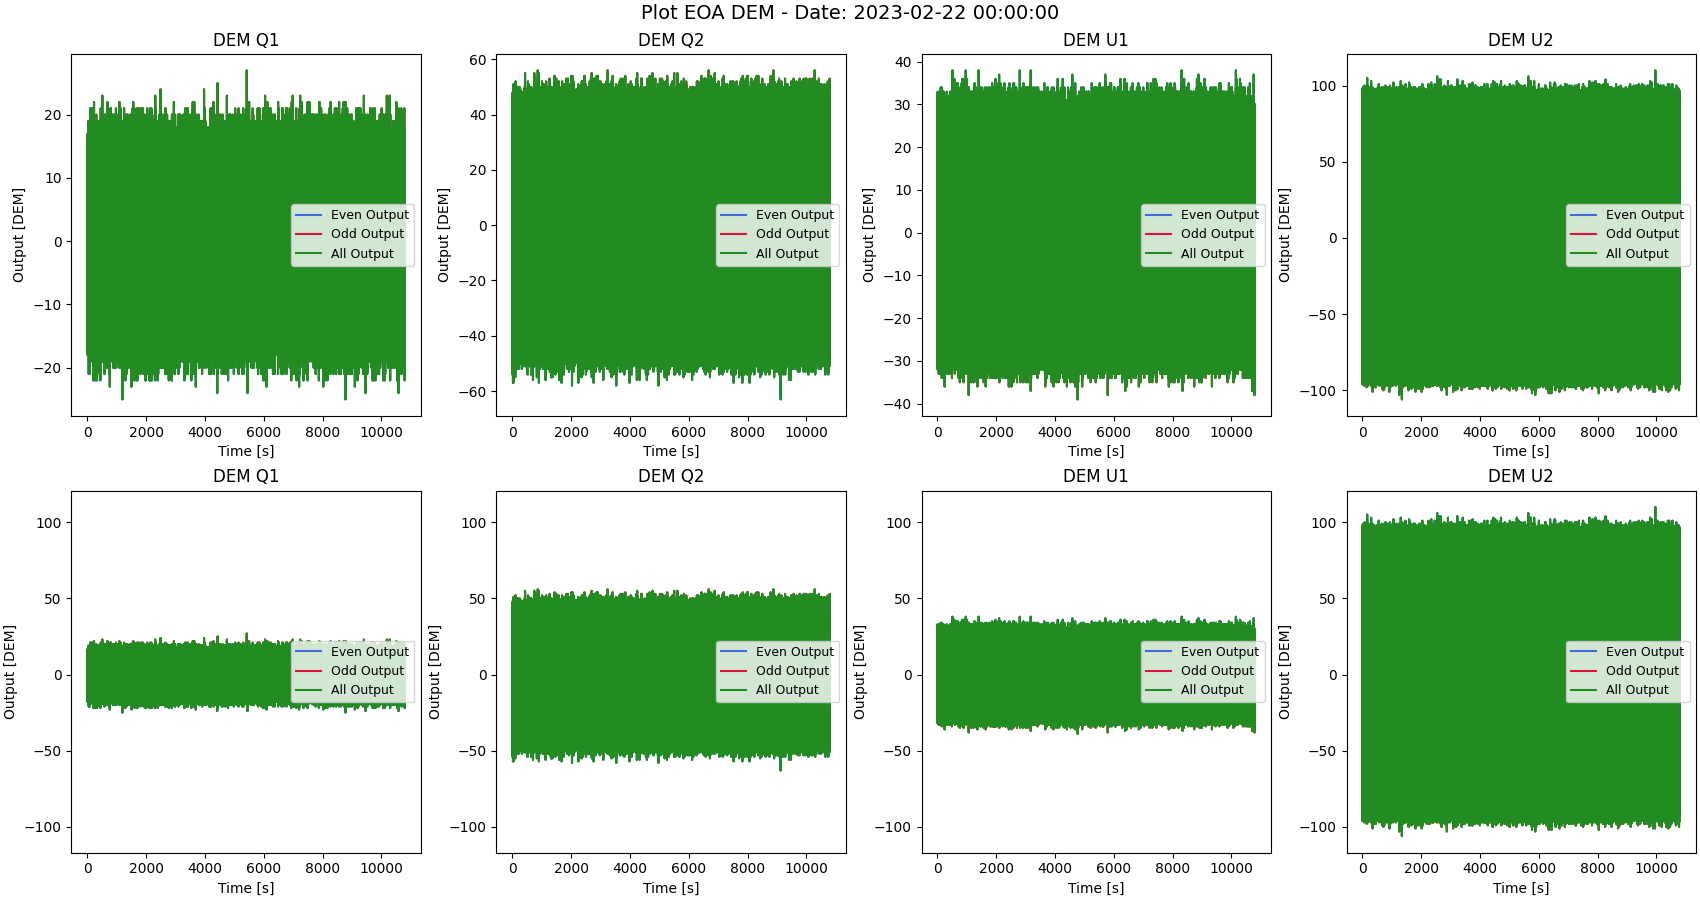 Plot EOA DEM - Date: 2023-02-22 00:00:00
DEM Q1
Output [DEM]
20
10
0
−10
−20
Even Output
Odd Output
All Output
0 2000 4000 6000 8000 10000
Time [s]
DEM Q2
Output [DEM]
60
40
20
0
−20
−40
−60
Even Output
Odd Output
All Output
0 2000 4000 6000 8000 10000
Time [s]
DEM U1
Output [DEM]
40
30
20
10
0
−10
−20
−30
−40
Even Output
Odd Output
All Output
0 2000 4000 6000 8000 10000
Time [s]
DEM U2
Output [DEM]
100
50
0
−50
−100
Even Output
Odd Output
All Output
0 2000 4000 6000 8000 10000
Time [s]
DEM Q1
Output [DEM]
100
50
0
−50
−100
Even Output
Odd Output
All Output
0 2000 4000 6000 8000 10000
Time [s]
DEM Q2
Output [DEM]
100
50
0
−50
−100
Even Output
Odd Output
All Output
0 2000 4000 6000 8000 10000
Time [s]
DEM U1
Output [DEM]
100
50
0
−50
−100
Even Output
Odd Output
All Output
0 2000 4000 6000 8000 10000
Time [s]
DEM U2
Output [DEM]
100
50
0
−50
−100
Even Output
Odd Output
All Output
0 2000 4000 6000 8000 10000
Time [s]